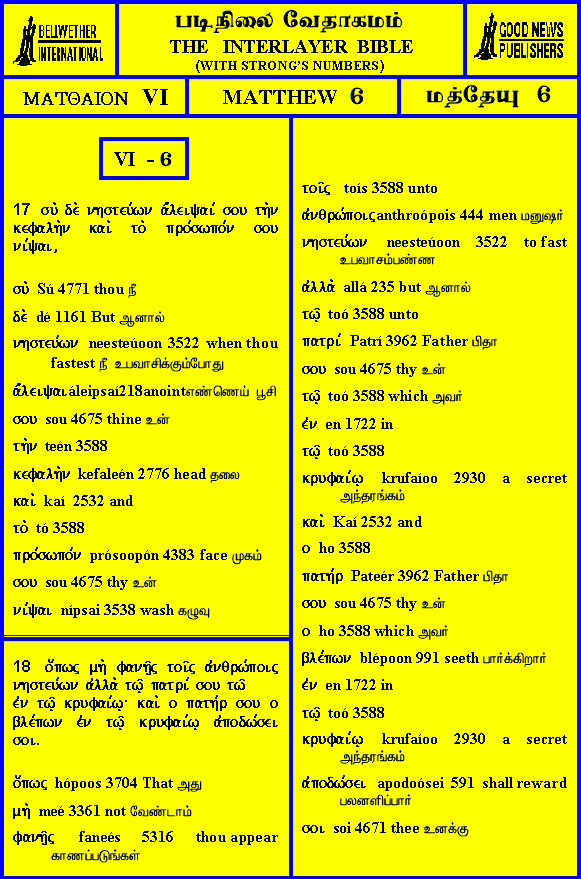 BELLWETHER
INTERNATIONAL
படிநிலை வேதாகமம்
THE INTERLAYER BIBLE
(WITH STRONG'S NUMBERS)
GOOD NEWS
PUBLISHERS
ΜΑΤΘΑΙΟΝ VI
MATTHEW 6
மத்தேயு 6
VI - 6
17 σὺ δὲ νηστεύων ἄλειψαί σου τὴν
κεφαλὴν καὶ τὸ πρόσωπόν σου
νίψαι,
σὺ Sú 4771 thou நீ
δὲ dé 1161 But ஆனால்
νηστεύων neesteúoon 3522 when thou
fastest நீ உபவாசிக்கும்போது
ἄλειψαι áleipsaí218anointஎண்ணெய் பூசி
σου sou 4675 thine உன்
τὴν teén 3588
κεφαλὴν kefaleén 2776 head தலை
καὶ kaí 2532 and
τὸ tó 3588
πρόσωπόν prósoopón 4383 face முகம்
σου sou 4675 thy உன்
νίψαι nípsai 3538 wash கழுவு
18 ὅπως μὴ φανῇς τοῖς ἀνθρώποις
νηστεύων ἀλλὰ τῷ πατρί σου τῶ
ἐν τῷ κρυφαίῳ· καὶ ο πατήρ σου ο
βλέπων ἐν τῷ κρυφαίῳ ἀποδώσει
σοι..
ὅπως hópoos 3704 That அது
μὴ meé 3361 not வேண்டாம்
φανῇς faneés 5316 thou appear
காணப்படுங்கள்
τοῖς toís 3588 unto
ἀνθρώποις anthroópois 444 men மனுஷர்
νηστεύων neesteúoon 3522 to fast
உபவாசம்பண்ண
ἀλλὰ allá 235 but ஆனால்
τῷ toó 3588 unto
πατρί Patrí 3962 Father பிதா
σου sou 4675 thy உன்
τῷ toó 3588 which அவர்
ἐν en 1722 in
τῷ toó 3588
κρυφαίῳ krufaíoo 2930 a secret
அந்தரங்கம்
καὶ Kaí 2532 and
ο ho 3588
πατήρ Pateér 3962 Father பிதா
σου sou 4675 thy உன்
ο ho 3588 which அவர்
βλέπων blépoon 991 seeth பார்க்கிறார்
ἐν en 1722 in
τῷ toó 3588
κρυφαίῳ krufaíoo 2930 a secret
அந்தரங்கம்
ἀποδώσει apodoósei 591 shall reward
பலனளிப்பார்
σοι soi 4671 thee உனக்கு